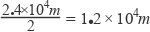 2.4×10⁴m / 2 = 1.2×10⁴m